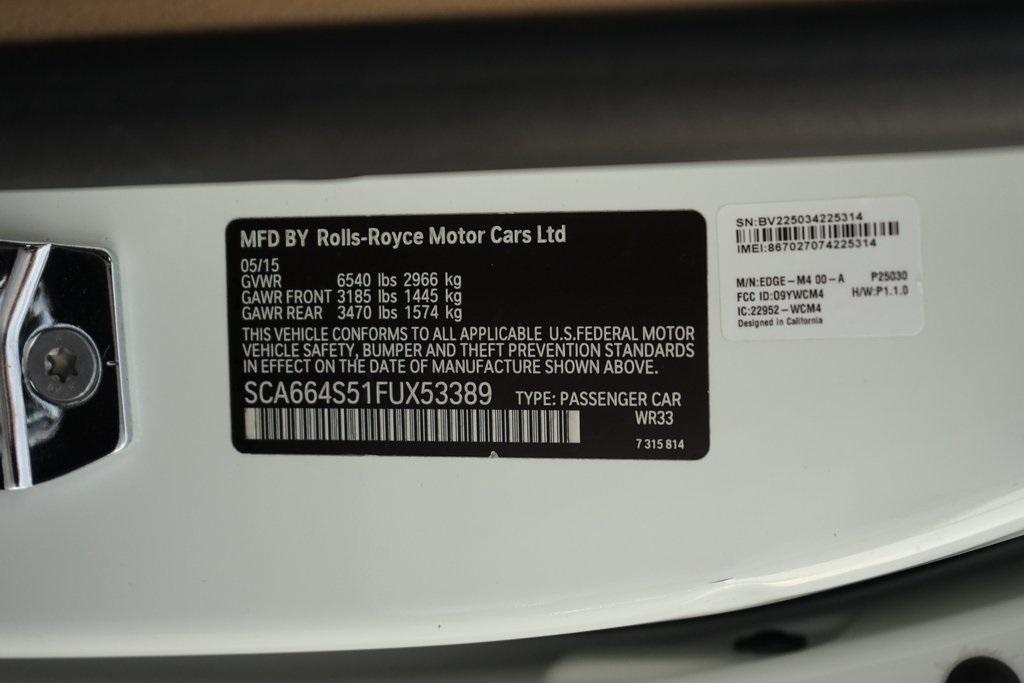 MFD BY Rolls-Royce Motor Cars Ltd
05/15
GVWR 6540 lbs 2966 kg
GAWR FRONT 3185 lbs 1445 kg
GAWR REAR 3470 lbs 1574 kg
THIS VEHICLE CONFORMS TO ALL APPLICABLE U.S.FEDERAL MOTOR
VEHICLE SAFETY, BUMPER AND THEFT PREVENTION STANDARDS
IN EFFECT ON THE DATE OF MANUFACTURE SHOWN ABOVE.
SCA664S51FUX53389 TYPE: PASSENGER CAR
WR33
7 315 814
SN:BV225034225314
IMEI:867027074225314
M/N:EDGE-M4 00-A P25030
FCC ID:O9YWCM4 H/W:P1.1.0
IC:22952-WCM4
Designed in California